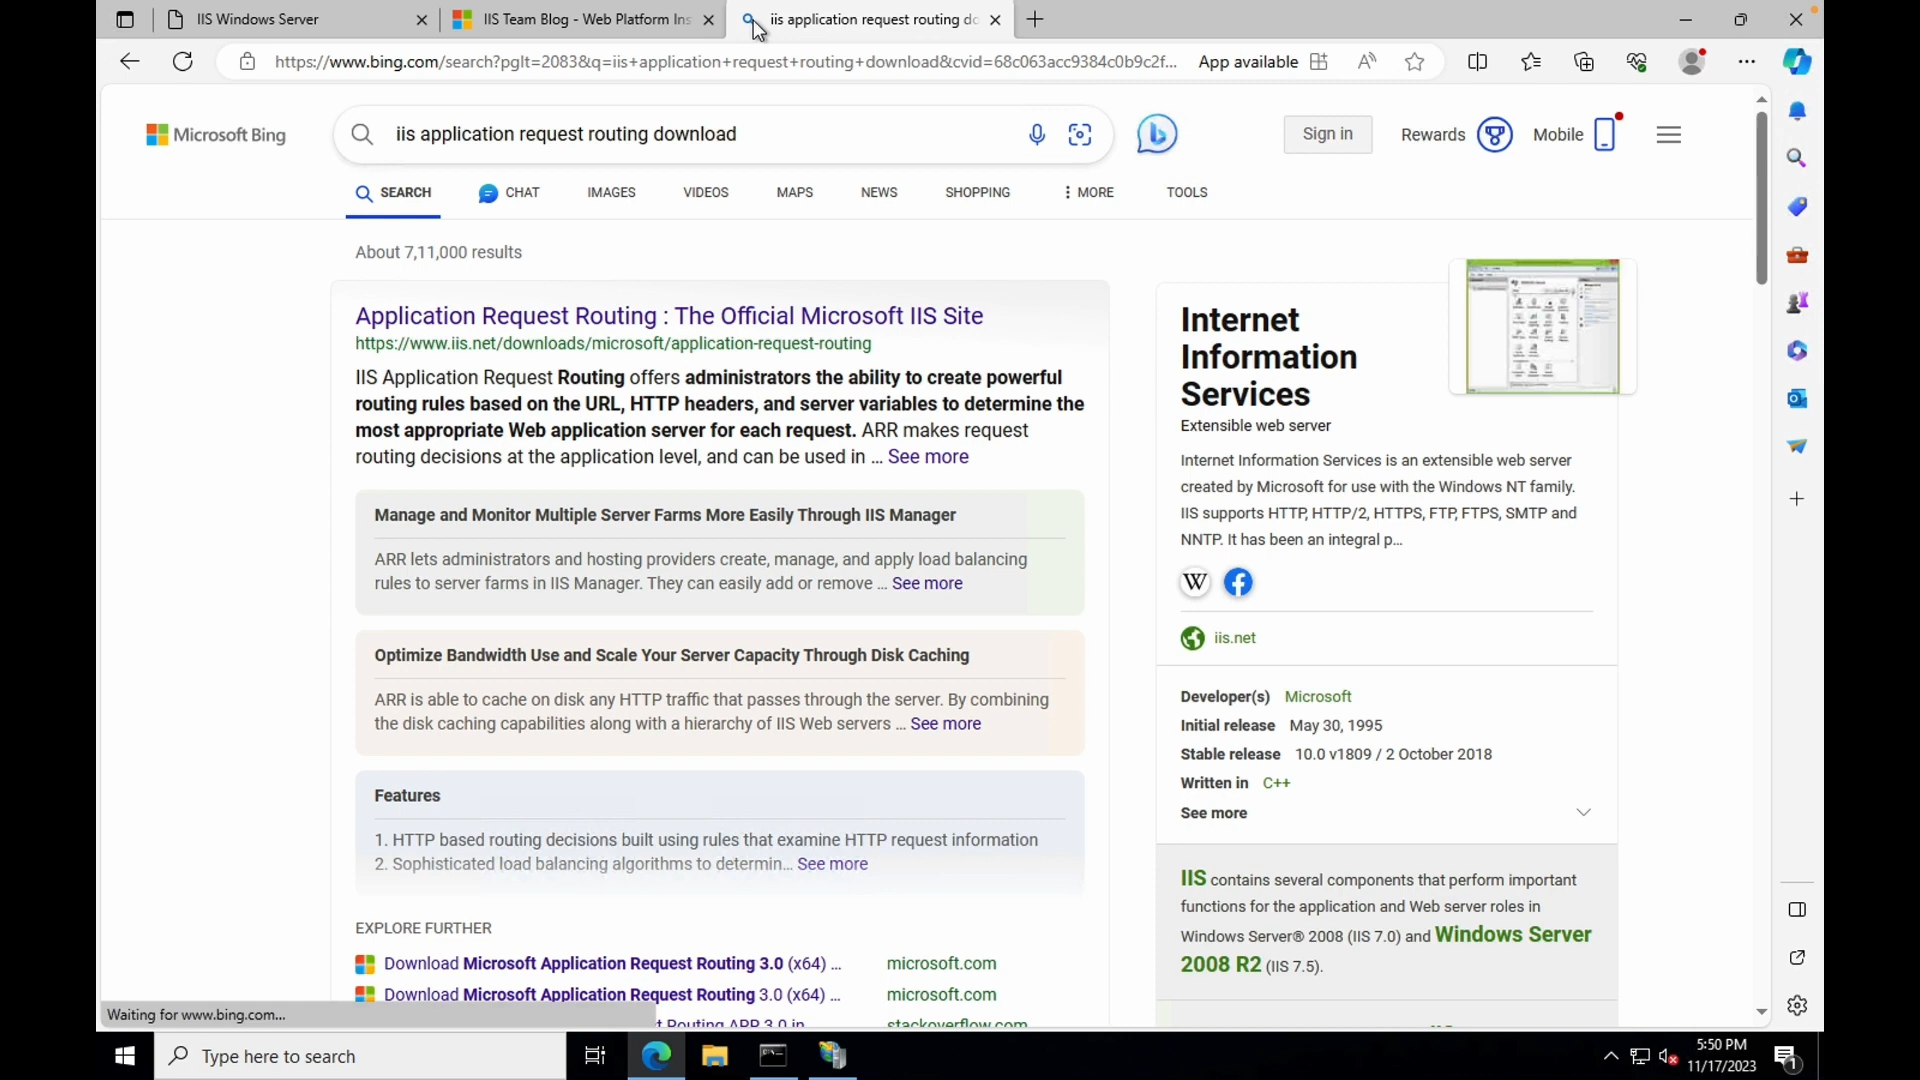 IIS Windows Server
IIS Team Blog - Web Platform Ins
iis application request routing do
https://www.bing.com/search?pglt=2083&q=iis+application+request+routing+download&cvid=68c063acc9384c0b9c2f...
App available
Microsoft Bing
iis application request routing download
Sign in
Rewards
Mobile
SEARCH
CHAT
IMAGES
VIDEOS
MAPS
NEWS
SHOPPING
MORE
TOOLS
About 7,11,000 results
Application Request Routing : The Official Microsoft IIS Site
https://www.iis.net/downloads/microsoft/application-request-routing
IIS Application Request Routing offers administrators the ability to create powerful
routing rules based on the URL, HTTP headers, and server variables to determine the
most appropriate Web application server for each request. ARR makes request
routing decisions at the application level, and can be used in ... See more
Manage and Monitor Multiple Server Farms More Easily Through IIS Manager
ARR lets administrators and hosting providers create, manage, and apply load balancing
rules to server farms in IIS Manager. They can easily add or remove ... See more
Optimize Bandwidth Use and Scale Your Server Capacity Through Disk Caching
ARR is able to cache on disk any HTTP traffic that passes through the server. By combining
the disk caching capabilities along with a hierarchy of IIS Web servers ... See more
Features
1. HTTP based routing decisions built using rules that examine HTTP request information
2. Sophisticated load balancing algorithms to determin... See more
EXPLORE FURTHER
Download Microsoft Application Request Routing 3.0 (x64) ... microsoft.com
Download Microsoft Application Request Routing 3.0 (x64) ... microsoft.com
t Routing ARR 3.0 in stackoverflow.com
Internet
Information
Services
Extensible web server
Internet Information Services is an extensible web server
created by Microsoft for use with the Windows NT family.
IIS supports HTTP, HTTP/2, HTTPS, FTP, FTPS, SMTP and
NNTP. It has been an integral p...
W
iis.net
Developer(s) Microsoft
Initial release May 30, 1995
Stable release 10.0 v1809 / 2 October 2018
Written in C++
See more
IIS contains several components that perform important
functions for the application and Web server roles in
Windows Server® 2008 (IIS 7.0) and Windows Server
2008 R2 (IIS 7.5).
Waiting for www.bing.com...
Type here to search
5:50 PM
11/17/2023
1